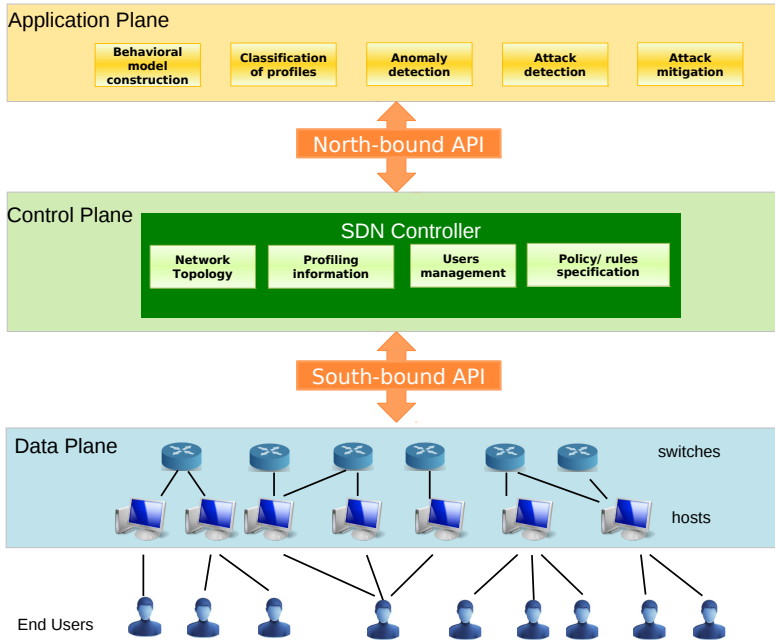 Application Plane
Behavioral
model
construction
Classification
of profiles
Anomaly
detection
Attack
detection
Attack
mitigation
North-bound API
Control Plane
SDN Controller
Network
Topology
Profiling
information
Users
management
Policy/ rules
specification
South-bound API
Data Plane
switches
hosts
End Users